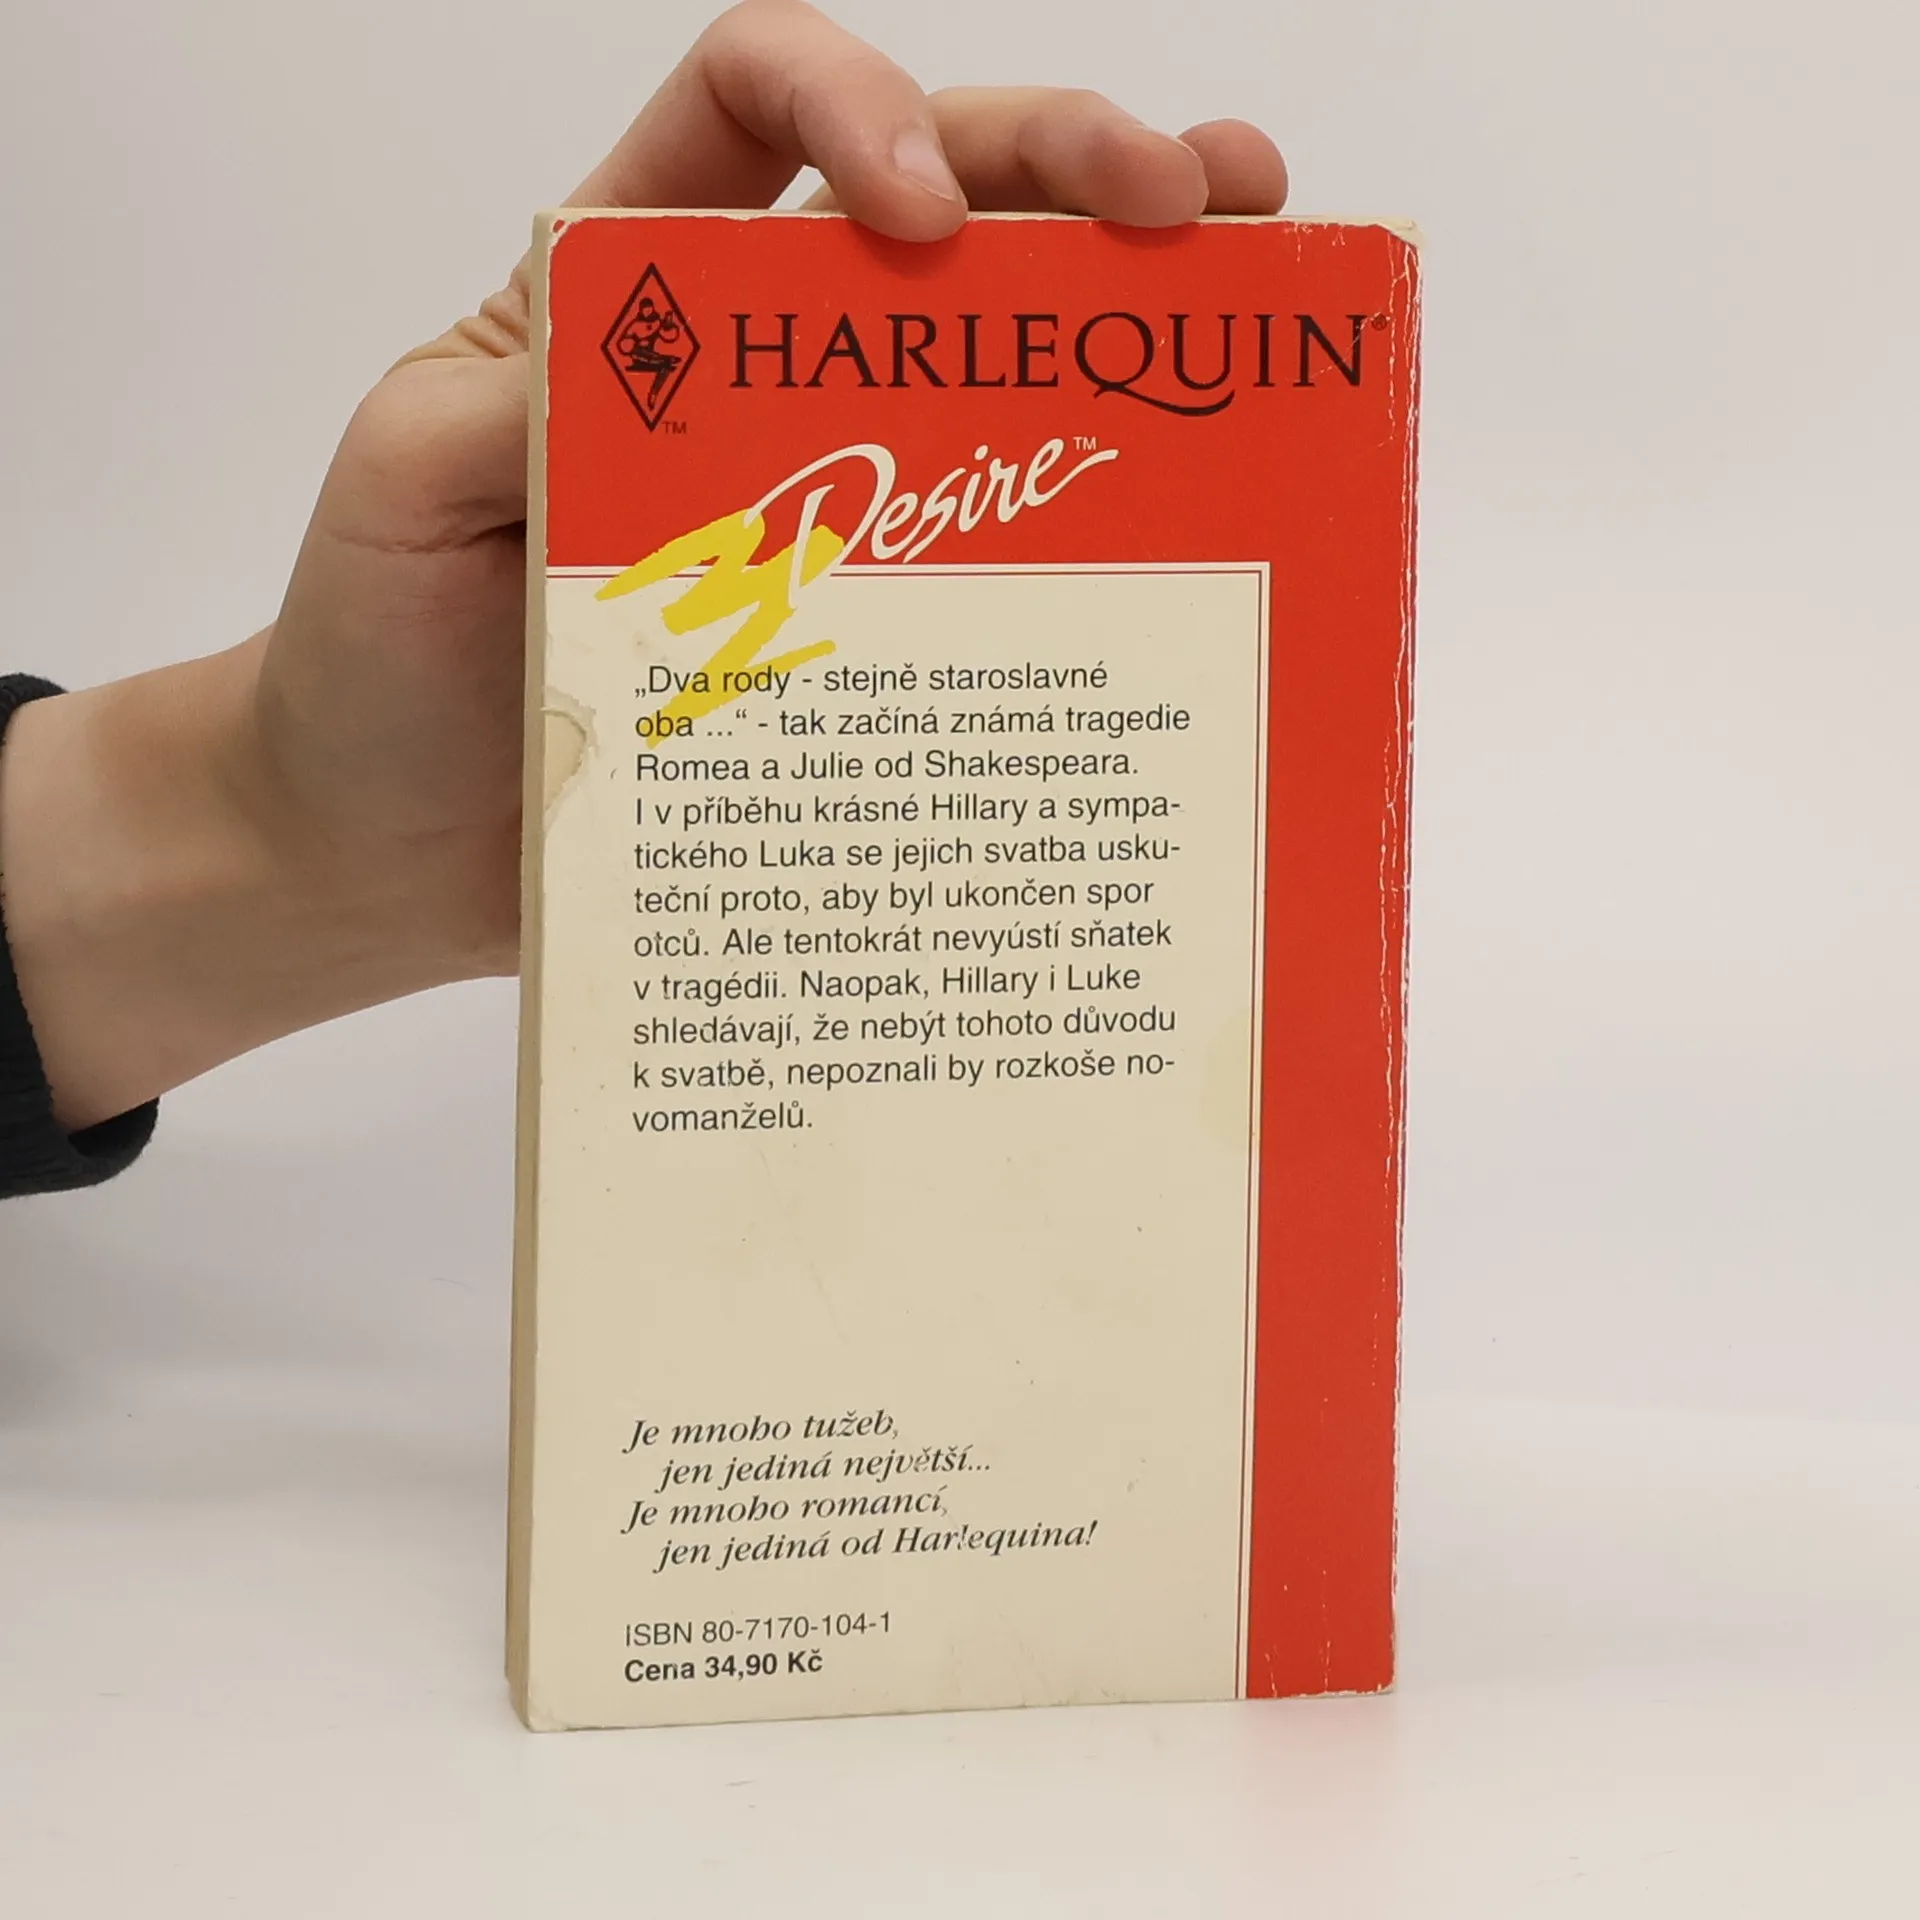 HARLEQUIN®
TM
Desire™
„Dva rody - stejně staroslavné
oba ...“ - tak začíná známá tragedie
Romea a Julie od Shakespeara.
I v příběhu krásné Hillary a sympa-
tického Luka se jejich svatba usku-
teční proto, aby byl ukončen spor
otců. Ale tentokrát nevyústí sňatek
v tragédii. Naopak, Hillary i Luke
shledávají, že nebýt tohoto důvodu
k svatbě, nepoznali by rozkoše no-
vomanželů.
Je mnoho tužeb,
jen jediná největší...
Je mnoho romancí,
jen jediná od Harlequina!
ISBN 80-7170-104-1
Cena 34,90 Kč